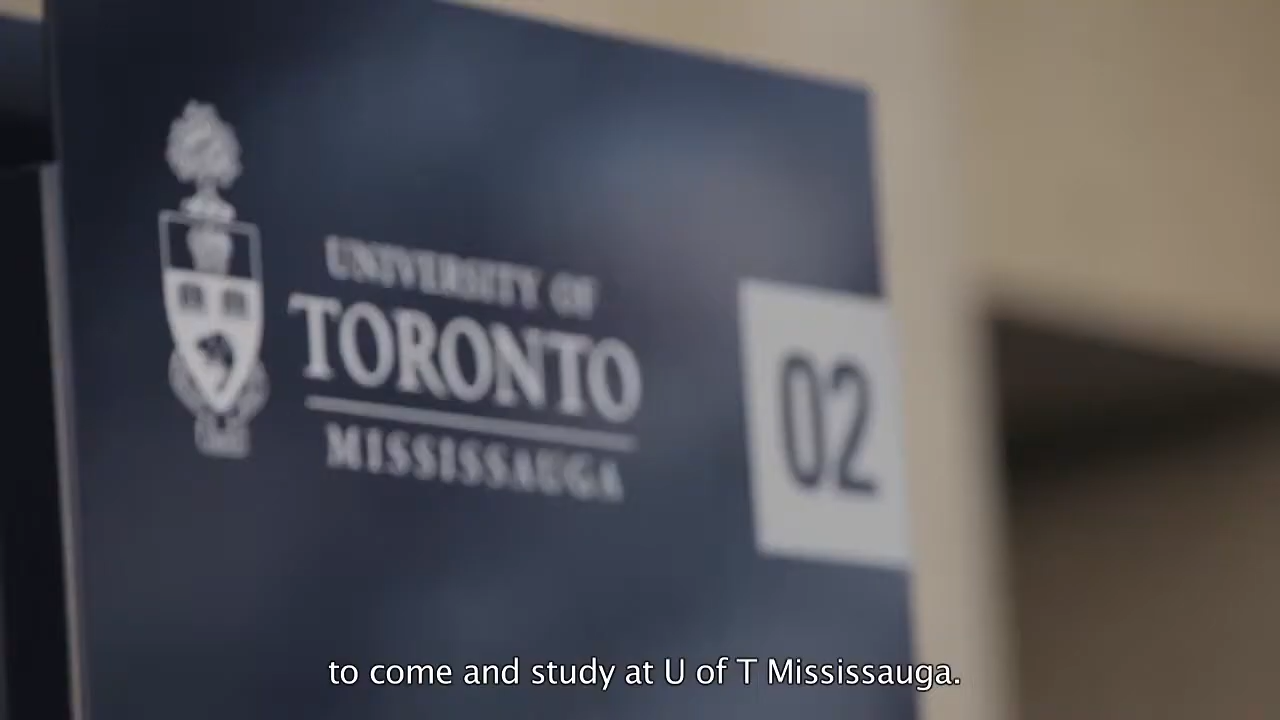 UNIVERSITY OF
TORONTO
MISSISSAUGA
02
to come and study at U of T Mississauga.